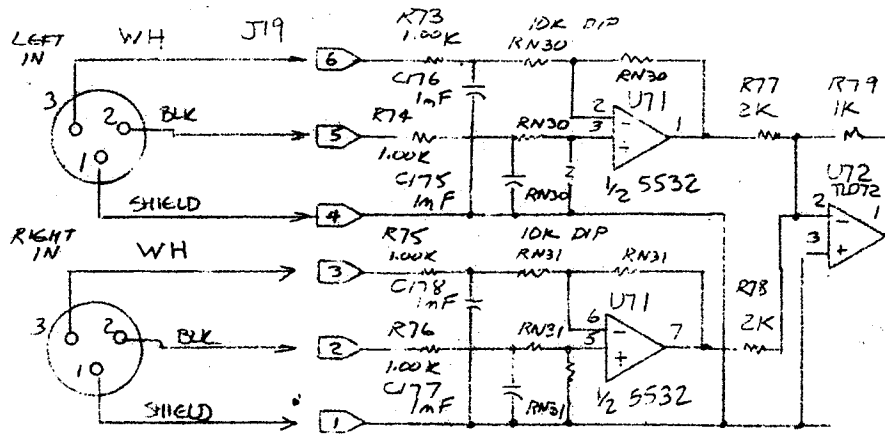 LEFT IN
WH
J19
6
R73
1.00K
10K DIP
RN30
RN30
C176
1mF
U71
R77
2K
R79
1K
3
2
BLK
5
R74
1.00K
RN30
2
3
-
+
1
1
SHIELD
4
C175
1mF
RN30
1/2 5532
U72
TL072
2
3
-
+
1
RIGHT IN
WH
3
R75
1.00K
10K DIP
RN31
RN31
C178
1mF
U71
R78
2K
3
2
BLK
2
R76
1.00K
RN31
6
5
-
+
7
1
SHIELD
1
C177
1mF
RN31
1/2 5532